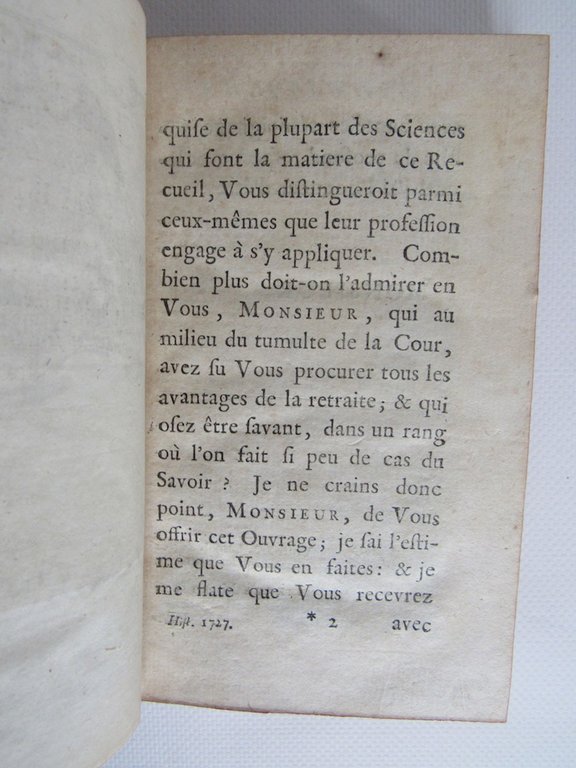 quiſe de la plupart des Sciences
qui font la matiere de ce Re-
cueil, Vous diſtingueroit parmi
ceux-mêmes que leur profeſſion
engage à s'y appliquer. Com-
bien plus doit-on l'admirer en
Vous, MONSIEUR, qui au
milieu du tumulte de la Cour,
avez ſu Vous procurer tous les
avantages de la retraite; & qui
oſez être ſavant, dans un rang
où l'on fait ſi peu de cas du
Savoir? Je ne crains donc
point, MONSIEUR, de Vous
offrir cet Ouvrage; je ſai l'eſti-
me que Vous en faites: & je
me flate que Vous recevrez
Hiſt. 1727. * 2 avec